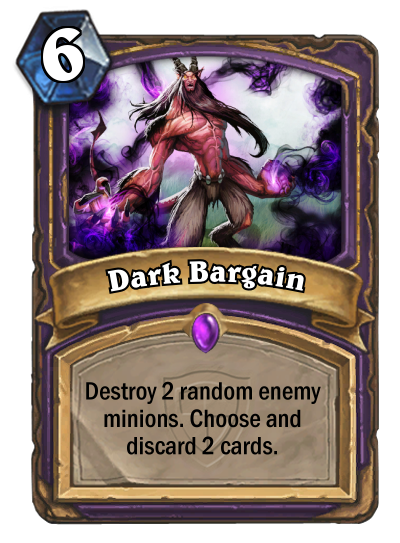 6
Dark Bargain
Destroy 2 random enemy
minions. Choose and
discard 2 cards.